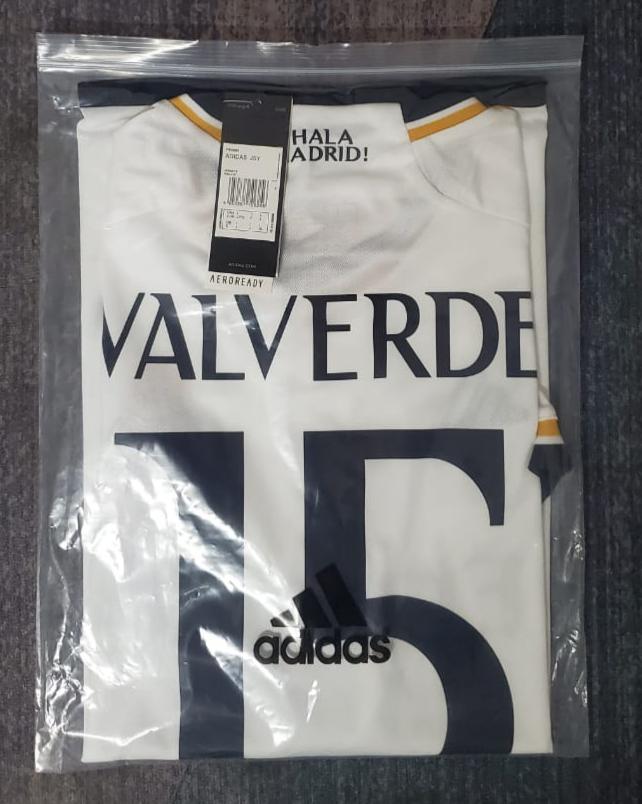 HALA
ADRID!
ADIDAS JSY
AEROREADY
VALVERDE
15
adidas